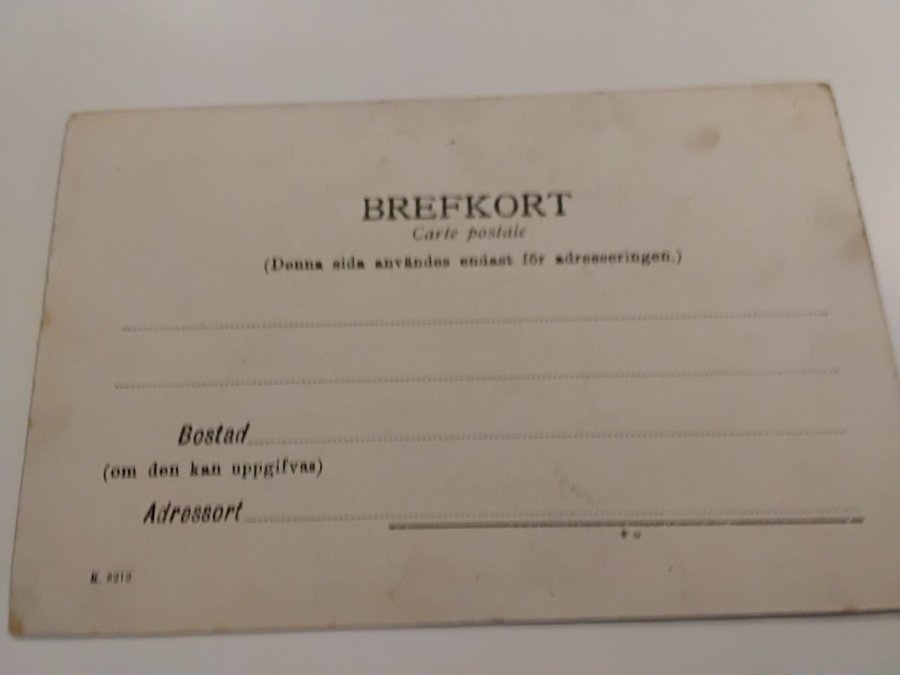 BREFKORT
Carte postale
(Denna sida användes endast för adresseringen.)
Bostad
(om den kan uppgifvas)
Adressort